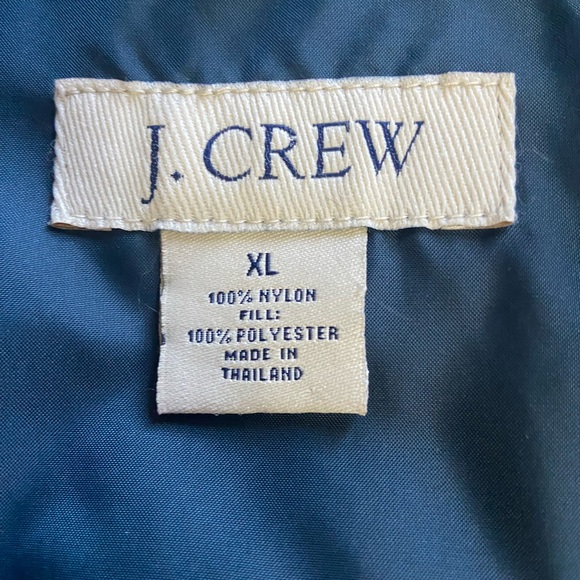 J. CREW
XL
100% NYLON
FILL:
100% POLYESTER
MADE IN
THAILAND